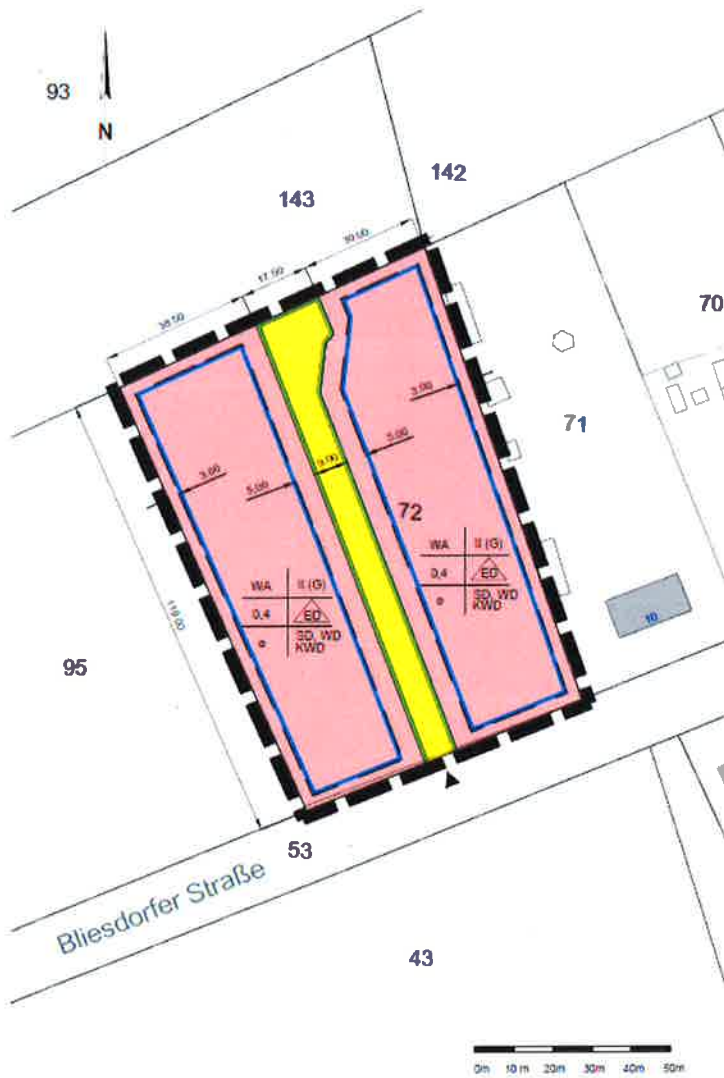 93
N
143
142
30.00
17.50
38.50
70
71
3.00
5.00
9.00
3.00
5.00
72
WA II (G)
0,4 ED
SD, WD
KWD
WA II (G)
0,4 ED
SD, WD
KWD
10
119.00
95
53
Bliesdorfer Straße
43
0m 10 m 20m 30m 40m 50m